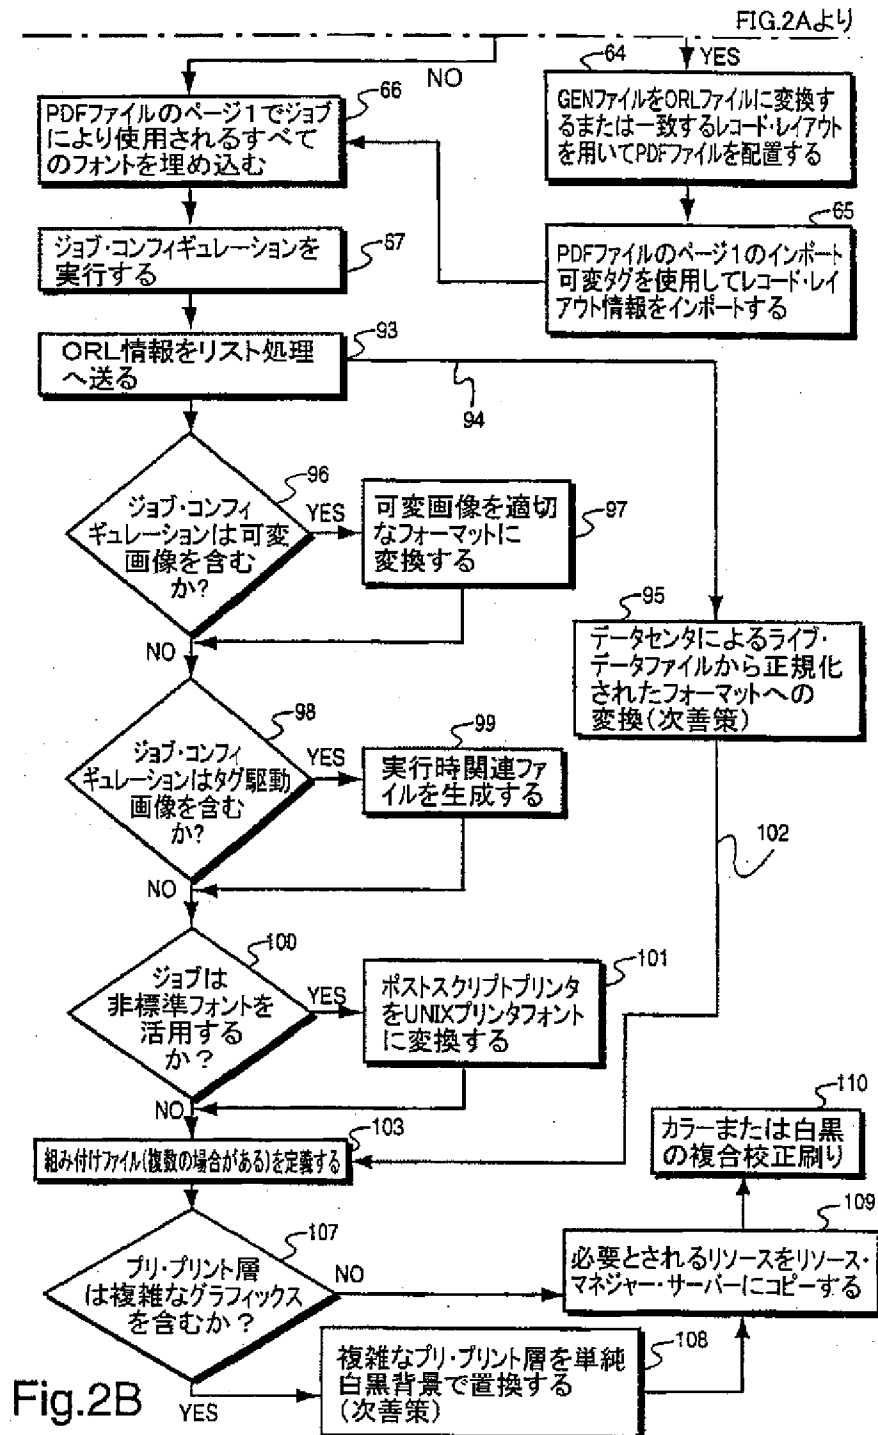 FIG.2Aより
NO
YES
66
PDFファイルのページ1でジョブ
により使用されるすべて
のフォントを埋め込む
64
GENファイルをORLファイルに変換す
るまたは一致するレコード・レイアウト
を用いてPDFファイルを配置する
67
ジョブ・コンフィギュレーションを
実行する
65
PDFファイルのページ1のインポート
可変タグを使用してレコード・レイ
アウト情報をインポートする
93
ORL情報をリスト処理
へ送る
94
96
ジョブ・コンフィ
ギュレーションは可変
画像を含む
か?
YES
97
可変画像を適切
なフォーマットに
変換する
NO
95
データセンタによるライブ・
データファイルから正規化
されたフォーマットへの
変換(次善策)
98
ジョブ・コンフィ
ギュレーションはタグ駆動
画像を含む
か?
YES
99
実行時関連ファ
イルを生成する
102
NO
100
ジョブは
非標準フォントを
活用する
か?
YES
101
ポストスクリプトプリンタ
をUNIXプリンタフォント
に変換する
NO
103
組み付けファイル(複数の場合がある)を定義する
110
カラーまたは白黒
の複合校正刷り
107
プリ・プリント層
は複雑なグラフィックス
を含むか?
NO
109
必要とされるリソースをリソース・
マネジャー・サーバーにコピーする
YES
108
複雑なプリ・プリント層を単純
白黒背景で置換する
(次善策)
Fig.2B